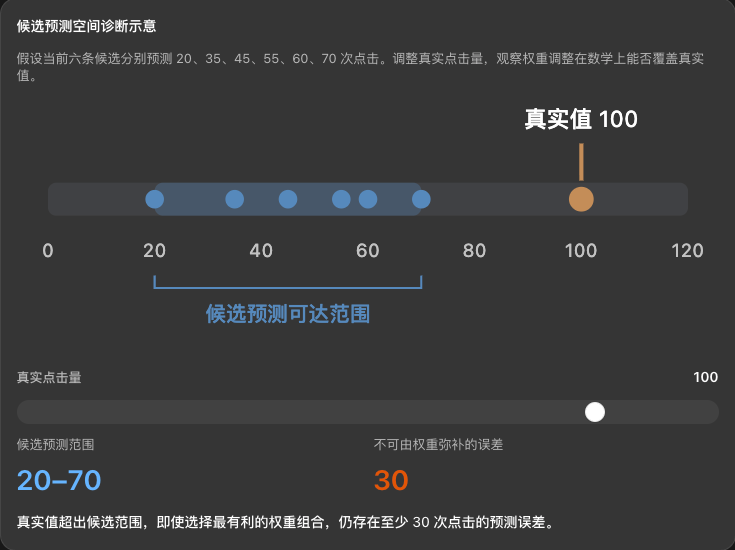 候选预测空间诊断示意
假设当前六条候选分别预测 20、35、45、55、60、70 次点击。调整真实点击量，观察权重调整在数学上能否覆盖真实
值。
真实值 100
0 20 40 60 80 100 120
候选预测可达范围
真实点击量 100
候选预测范围 不可由权重弥补的误差
20–70 30
真实值超出候选范围，即使选择最有利的权重组合，仍存在至少 30 次点击的预测误差。